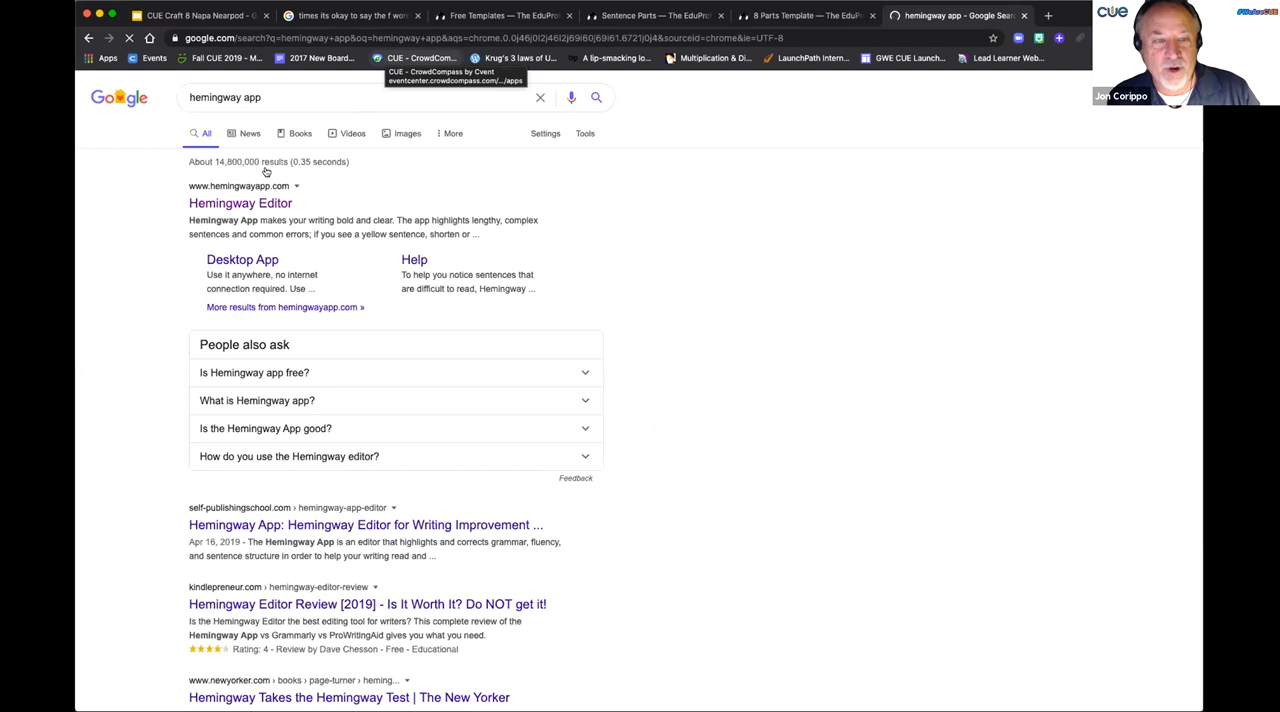 CUE Craft 8 Napa Nearpod - G
times its okay to say the f wor
Free Templates — The EduProt
Sentence Parts — The EduProt
8 Parts Template — The EduPr
hemingway app - Google Searc
CUE
#WeAreCUE
google.com/search?q=hemingway+app&oq=hemingway+app&aqs=chrome.0.0j46j0l2j46l2j69i60j69i61.6721j0j4&sourceid=chrome&ie=UTF-8
Apps
Events
Fall CUE 2019 - M...
2017 New Board...
CUE - CrowdCom...
Krug's 3 laws of U...
A lip-smacking lo...
Multiplication & Di...
LaunchPath Intern...
GWE CUE Launch...
Lead Learner Web...
CUE - CrowdCompass by Cvent
eventcenter.crowdcompass.com/.../apps
Jon Corippo
Google
hemingway app
All
News
Books
Videos
Images
More
Settings
Tools
About 14,800,000 results (0.35 seconds)
www.hemingwayapp.com
Hemingway Editor
Hemingway App makes your writing bold and clear. The app highlights lengthy, complex
sentences and common errors; if you see a yellow sentence, shorten or ...
Desktop App
Use it anywhere, no internet
connection required. Use ...
Help
To help you notice sentences that
are difficult to read, Hemingway ...
More results from hemingwayapp.com »
People also ask
Is Hemingway app free?
What is Hemingway app?
Is the Hemingway App good?
How do you use the Hemingway editor?
Feedback
self-publishingschool.com › hemingway-app-editor
Hemingway App: Hemingway Editor for Writing Improvement ...
Apr 16, 2019 - The Hemingway App is an editor that highlights and corrects grammar, fluency,
and sentence structure in order to help your writing read and ...
kindlepreneur.com › hemingway-editor-review
Hemingway Editor Review [2019] - Is It Worth It? Do NOT get it!
Is the Hemingway Editor the best editing tool for writers? This complete review of the
Hemingway App vs Grammarly vs ProWritingAid gives you what you need.
Rating: 4 - Review by Dave Chesson - Free - Educational
www.newyorker.com › books › page-turner › heming...
Hemingway Takes the Hemingway Test | The New Yorker